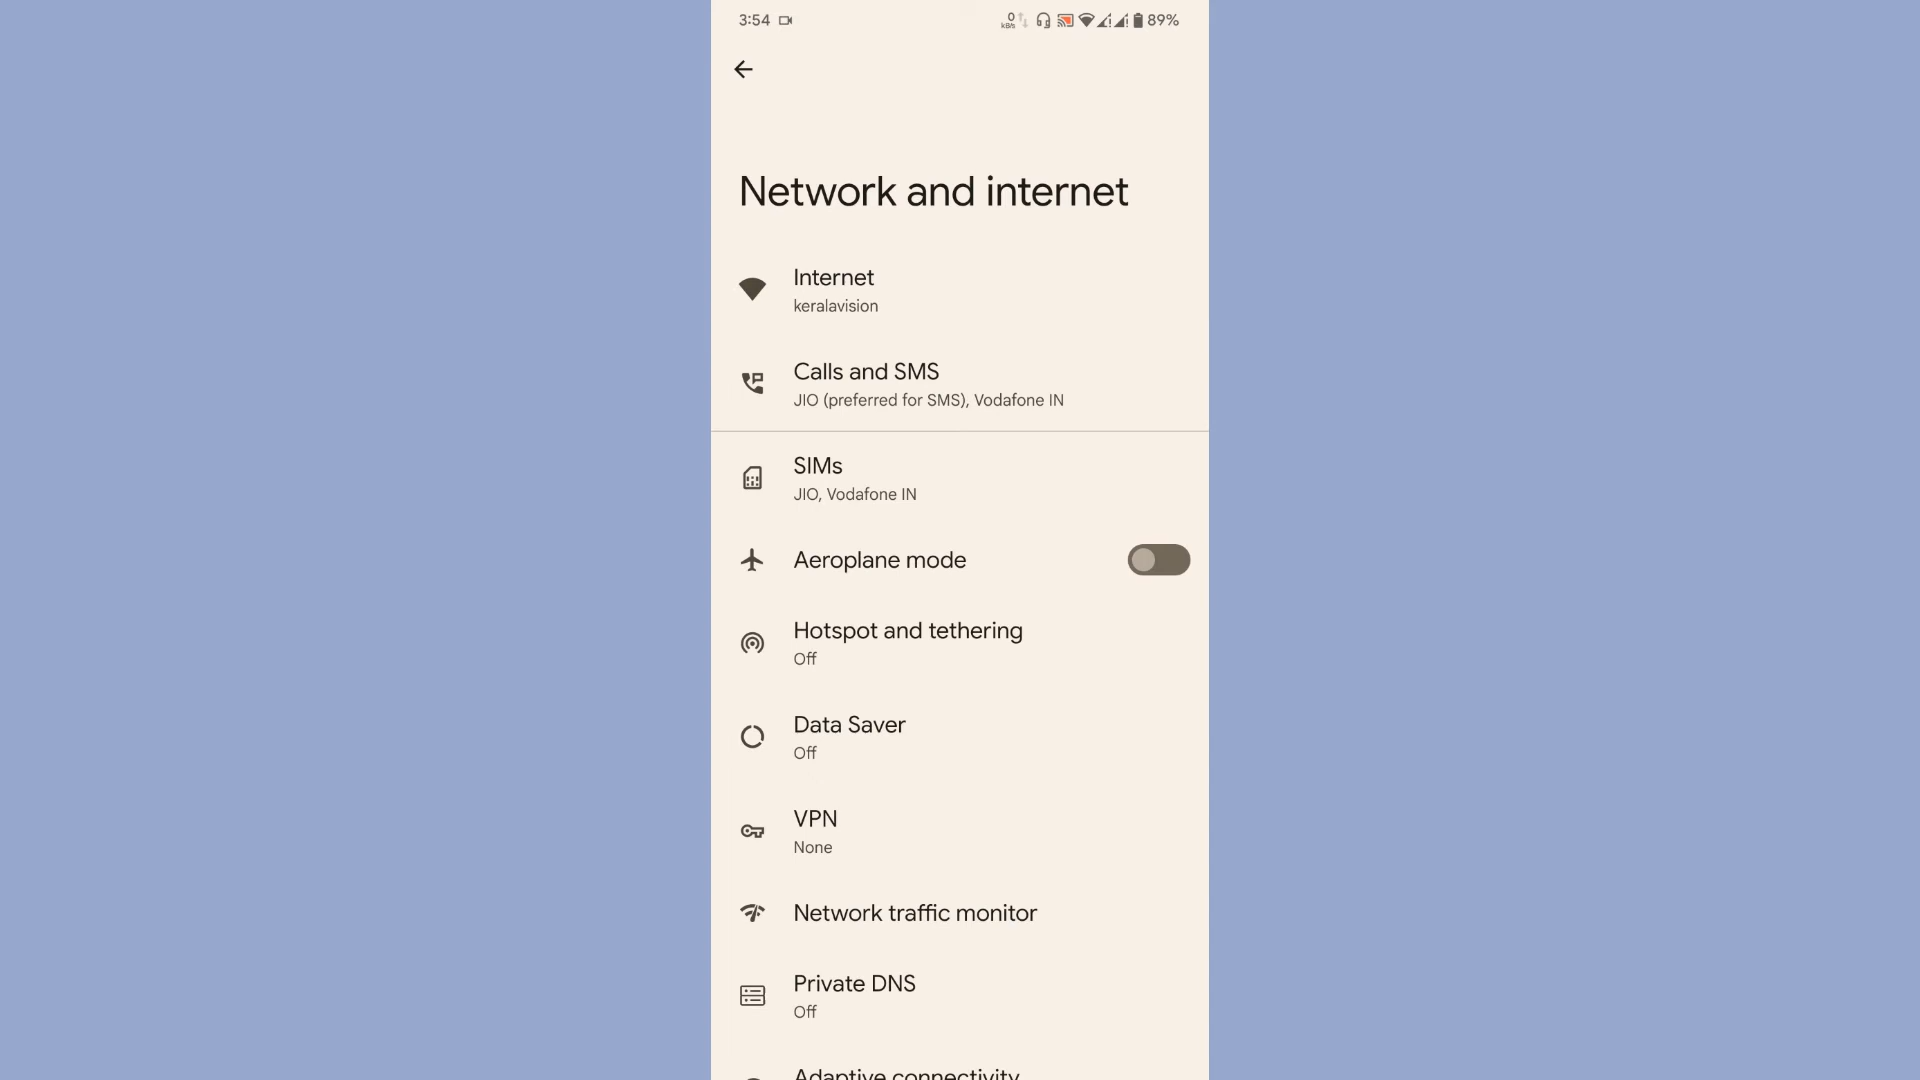 3:54
0
kB/s
89%
Network and internet
Internet
keralavision
Calls and SMS
JIO (preferred for SMS), Vodafone IN
SIMs
JIO, Vodafone IN
Aeroplane mode
Hotspot and tethering
Off
Data Saver
Off
VPN
None
Network traffic monitor
Private DNS
Off
Adaptive connectivity